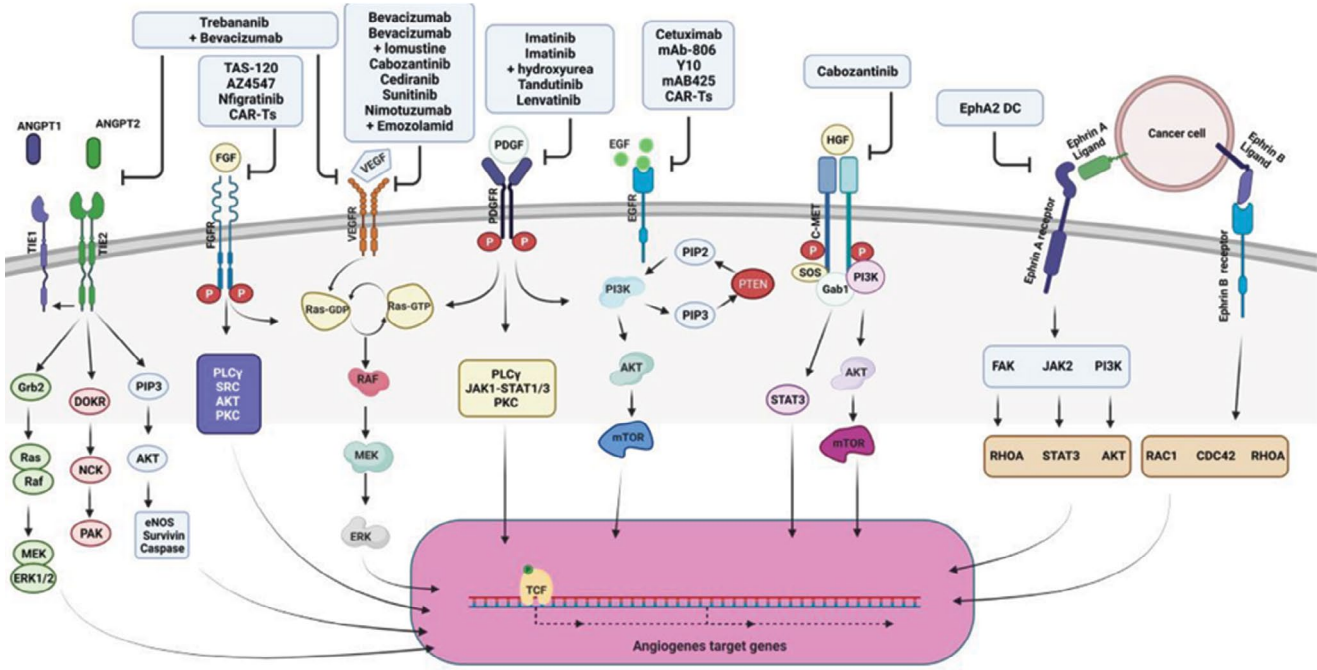 Trebananib
+ Bevacizumab
TAS-120
AZ4547
Nfigratinib
CAR-Ts
Bevacizumab
Bevacizumab
+ lomustine
Cabozantinib
Cediranib
Sunitinib
Nimotuzumab
+ Emozolamid
Imatinib
Imatinib
+ hydroxyurea
Tandutinib
Lenvatinib
Cetuximab
mAb-806
Y10
mAB425
CAR-Ts
Cabozantinib
EphA2 DC
ANGPT1
ANGPT2
FGF
VEGF
PDGF
EGF
HGF
Ephrin A
Ligand
Cancer cell
Ephrin B
Ligand
TIE1
TIE2
FGFR
VEGFR
PDGFR
EGFR
C-MET
Ephrin A receptor
Ephrin B receptor
P
P
P
P
P
P
SOS
PI3K
Gab1
Ras-GDP
Ras-GTP
PI3K
PIP2
PTEN
PIP3
Grb2
DOKR
PIP3
PLCγ
SRC
AKT
PKC
RAF
PLCγ
JAK1-STAT1/3
PKC
AKT
STAT3
AKT
FAK JAK2 PI3K
Ras
Raf
NCK
AKT
MEK
mTOR
mTOR
RHOA STAT3 AKT
RAC1 CDC42 RHOA
MEK
ERK1/2
PAK
eNOS
Survivin
Caspase
ERK
P
TCF
Angiogenes target genes